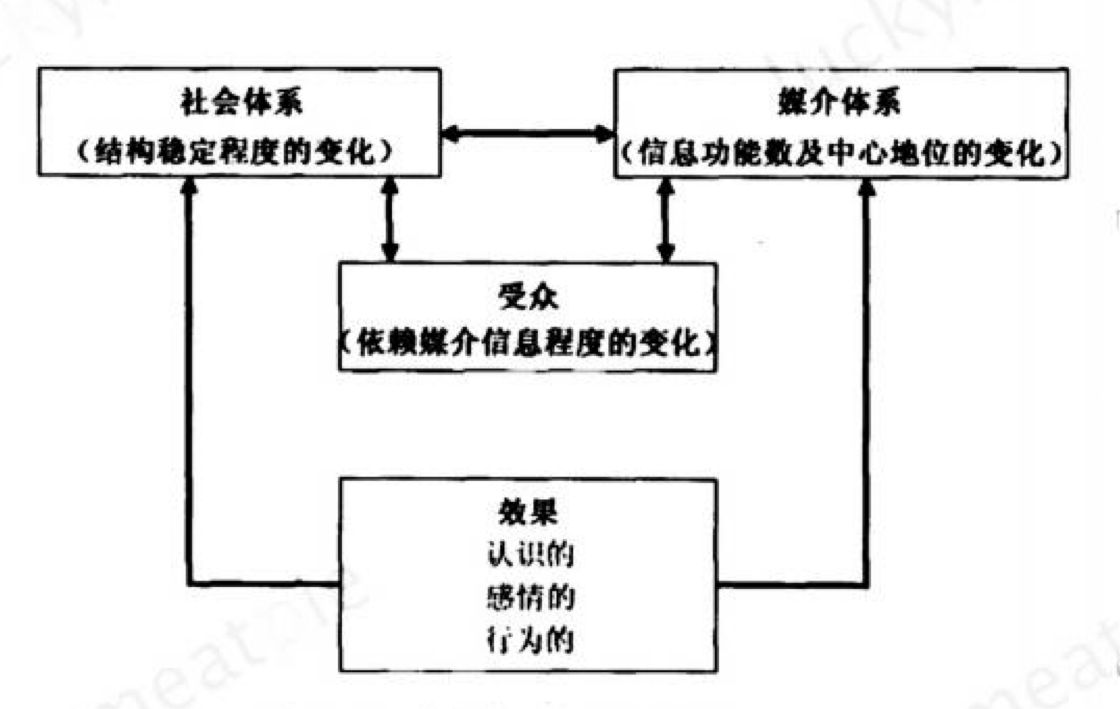 社会体系
（结构稳定程度的变化）
媒介体系
（信息功能数及中心地位的变化）
受众
（依赖媒介信息程度的变化）
效果
认识的
感情的
行为的